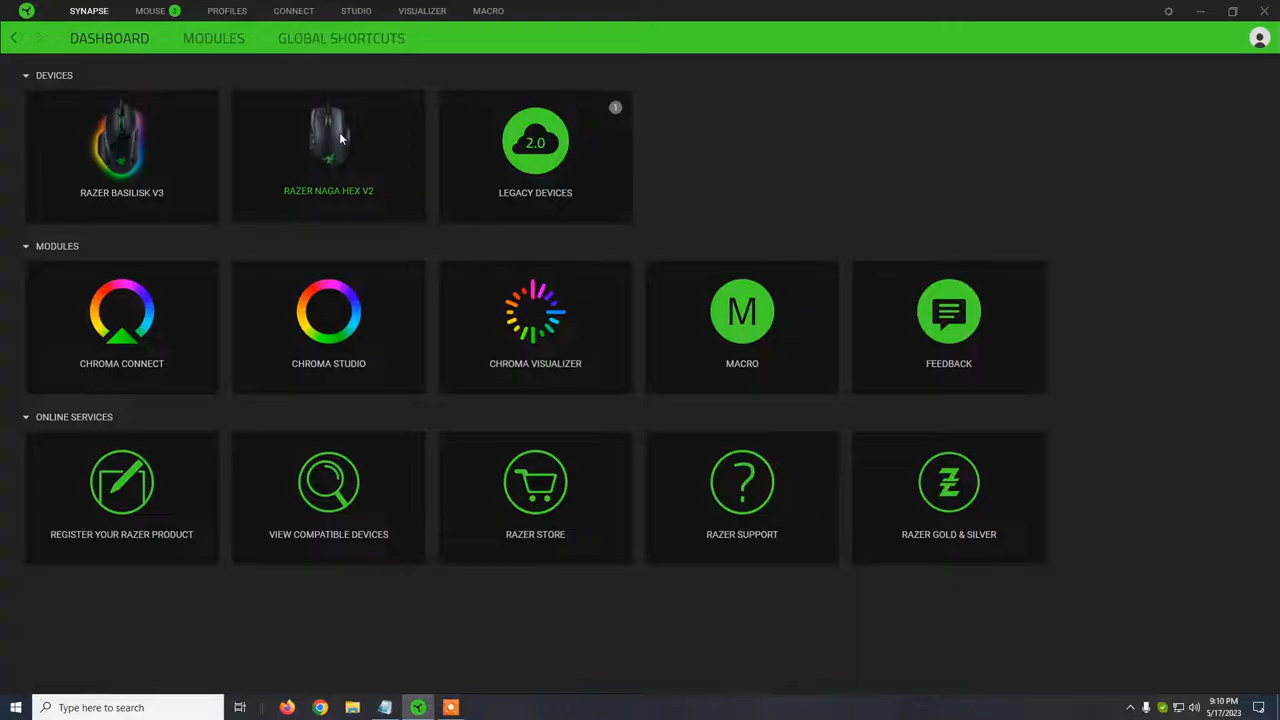 SYNAPSE MOUSE 2 PROFILES CONNECT STUDIO VISUALIZER MACRO
DASHBOARD MODULES GLOBAL SHORTCUTS
DEVICES
1
2.0
RAZER BASILISK V3 RAZER NAGA HEX V2 LEGACY DEVICES
MODULES
M
CHROMA CONNECT CHROMA STUDIO CHROMA VISUALIZER MACRO FEEDBACK
ONLINE SERVICES
?
REGISTER YOUR RAZER PRODUCT VIEW COMPATIBLE DEVICES RAZER STORE RAZER SUPPORT RAZER GOLD & SILVER
Type here to search
9:10 PM
5/17/2023